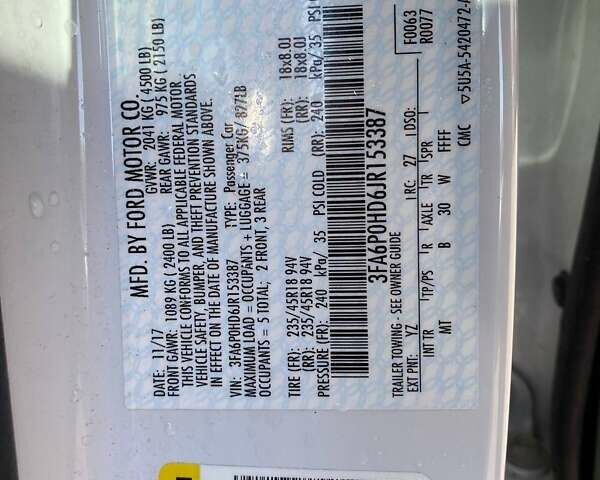 MFD. BY FORD MOTOR CO.
DATE: 11/17 GVWR: 2041 KG ( 4500 LB)
FRONT GAWR: 1089 KG ( 2400 LB) REAR GAWR: 975 KG ( 2150 LB)
THIS VEHICLE CONFORMS TO ALL APPLICABLE FEDERAL MOTOR
VEHICLE SAFETY, BUMPER, AND THEFT PREVENTION STANDARDS
IN EFFECT ON THE DATE OF MANUFACTURE SHOWN ABOVE.
VIN: 3FA6P0HD6JR153387 TYPE: Passenger Car
MAXIMUM LOAD = OCCUPANTS + LUGGAGE = 375KG/ 827LB
OCCUPANTS = 5 TOTAL: 2 FRONT, 3 REAR
TIRE (FR): 235/45R18 94V RIMS (FR): 18x8.0J
(RR): 235/45R18 94V (RR): 18x8.0J
(FR): 240 kPa/ 35 PSI COLD (RR): 240 kPa/ 35 PSI
3FA6P0HD6JR153387
TRAILER TOWING- SEE OWNER GUIDE F0063
R0077
EXT PNT: YZ RC: 27 DSO:
INT TR TP/PS R AXLE TR SPR
MT B 30 W FFFF
CMC ▽5U5A-5420472-